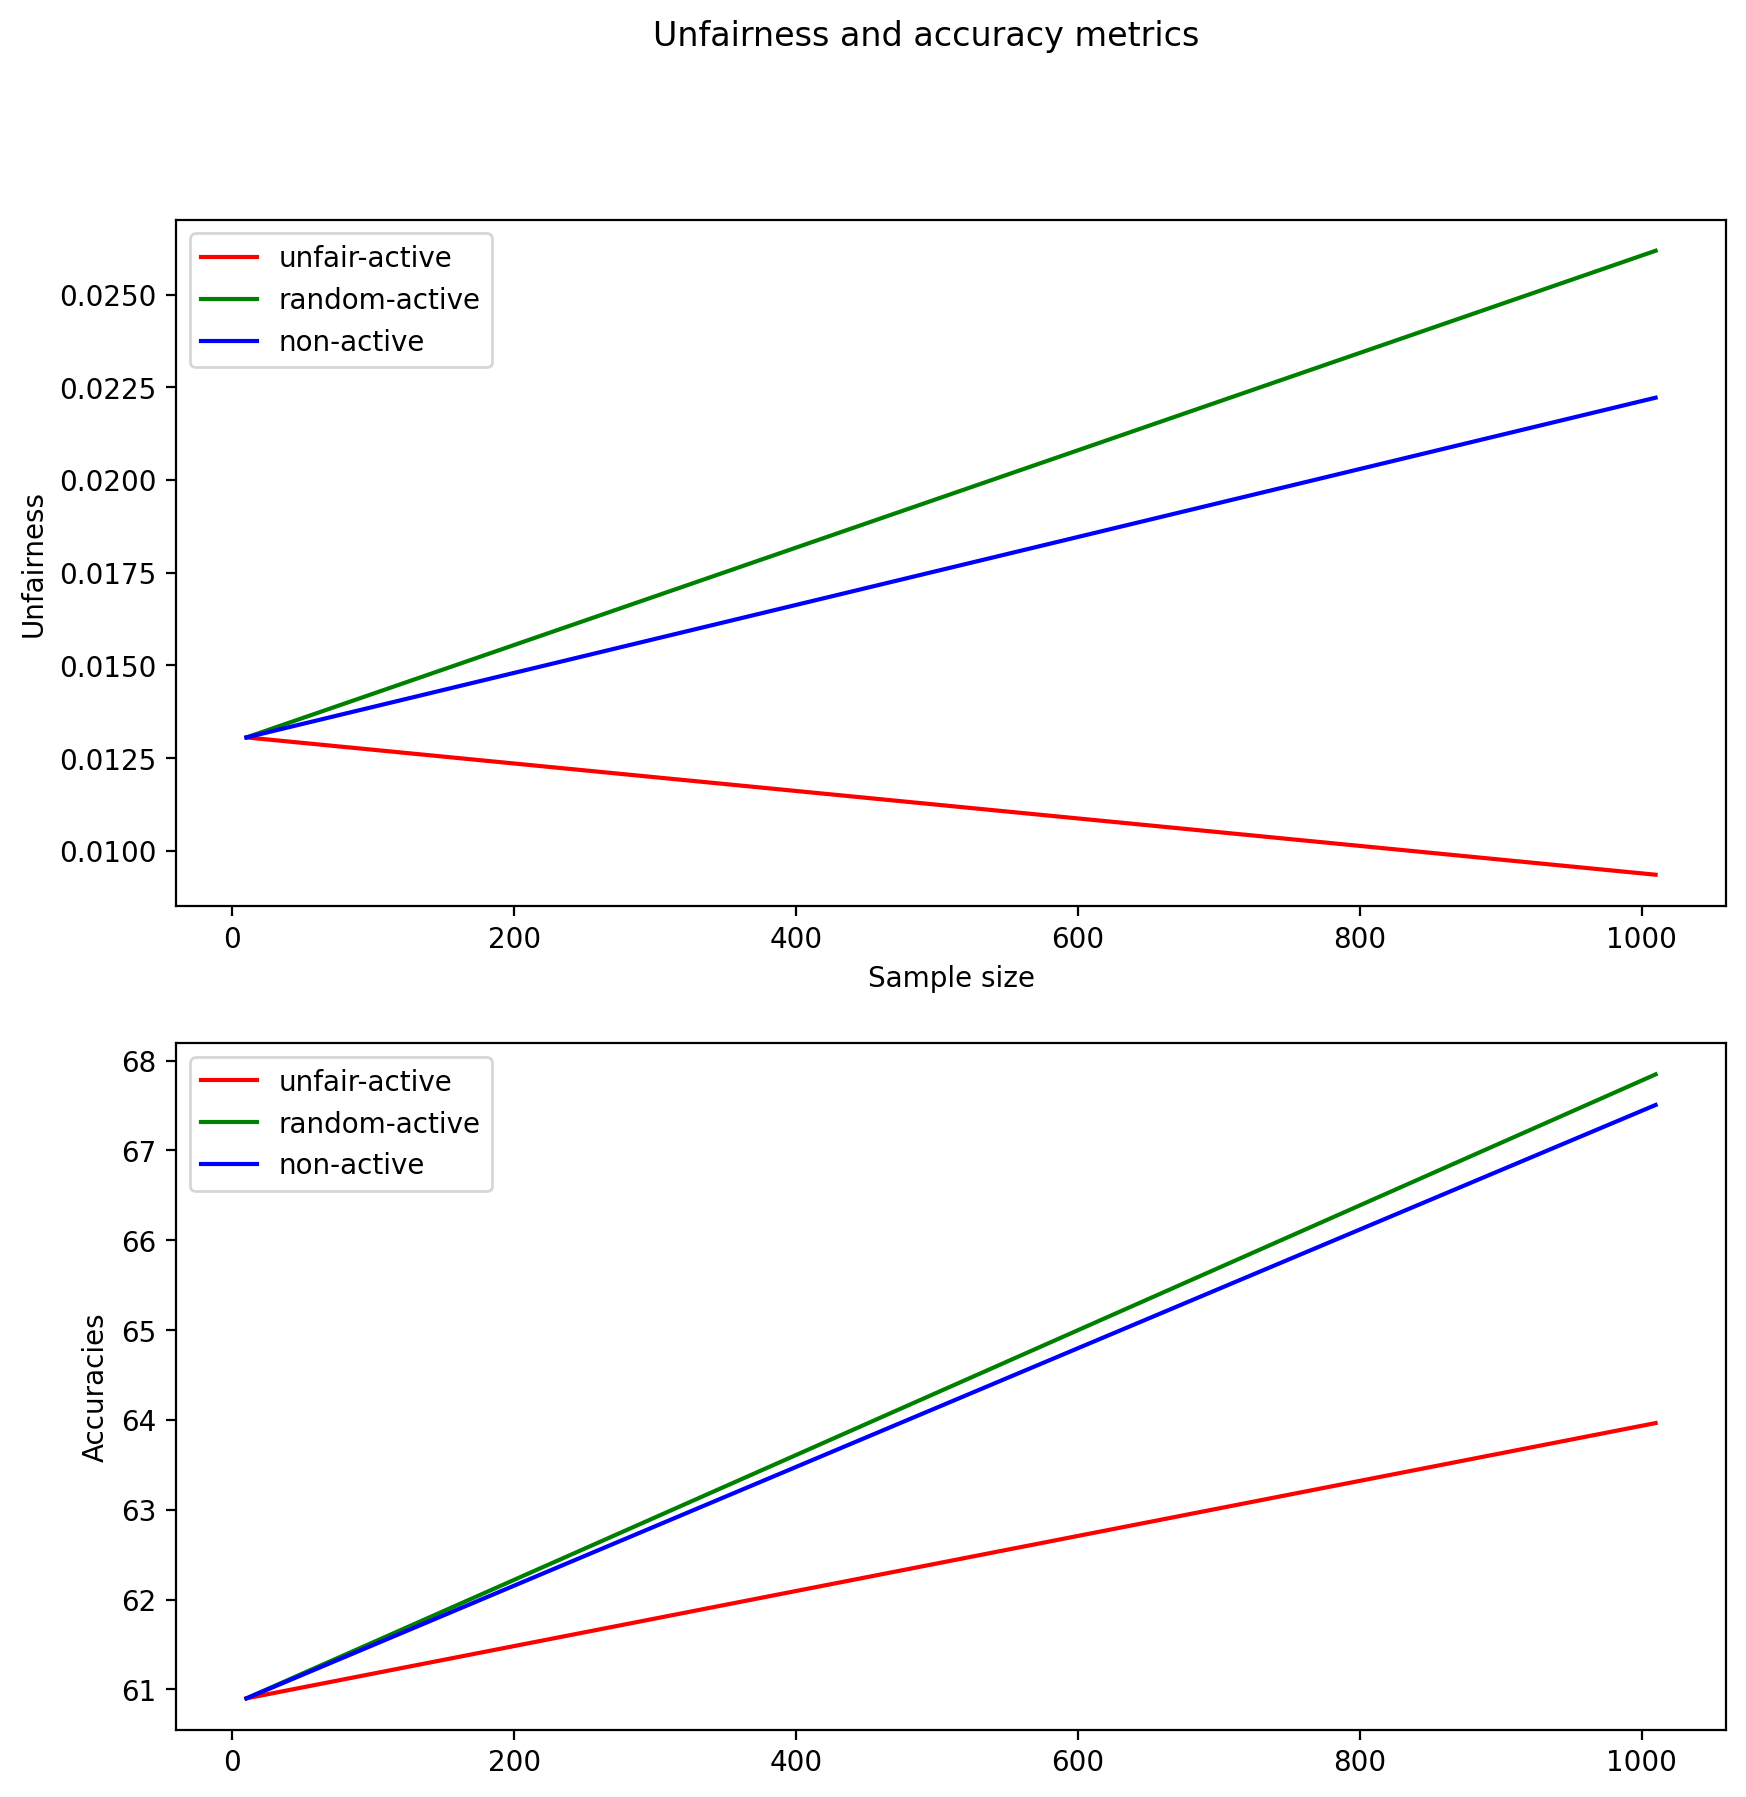 Unfairness and accuracy metrics
unfair-active
random-active
non-active
0.0250
0.0225
0.0200
0.0175
0.0150
0.0125
0.0100
Unfairness
0 200 400 600 800 1000
Sample size
unfair-active
random-active
non-active
68
67
66
65
64
63
62
61
Accuracies
0 200 400 600 800 1000